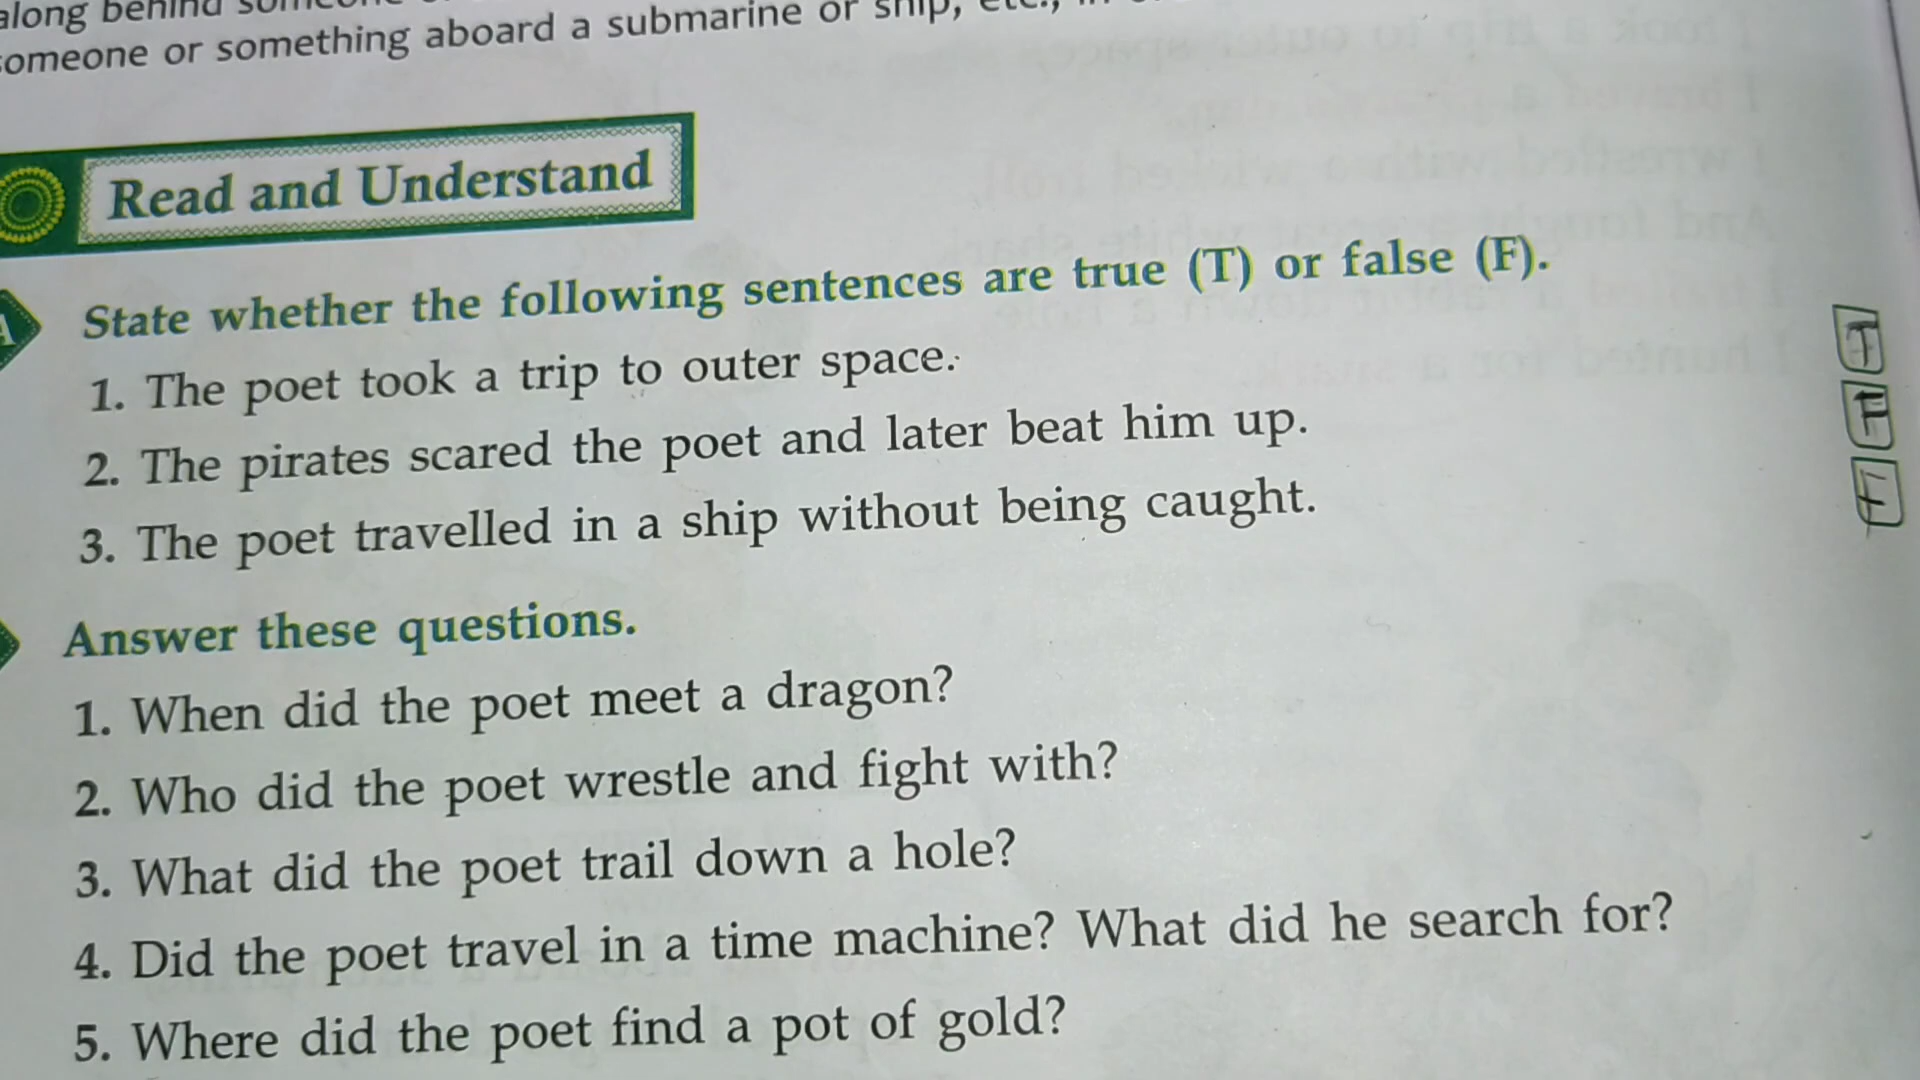 along behind
someone or something aboard a submarine or ship, etc.,
Read and Understand
A State whether the following sentences are true (T) or false (F).
1. The poet took a trip to outer space. T
2. The pirates scared the poet and later beat him up. F
3. The poet travelled in a ship without being caught. T
Answer these questions.
1. When did the poet meet a dragon?
2. Who did the poet wrestle and fight with?
3. What did the poet trail down a hole?
4. Did the poet travel in a time machine? What did he search for?
5. Where did the poet find a pot of gold?